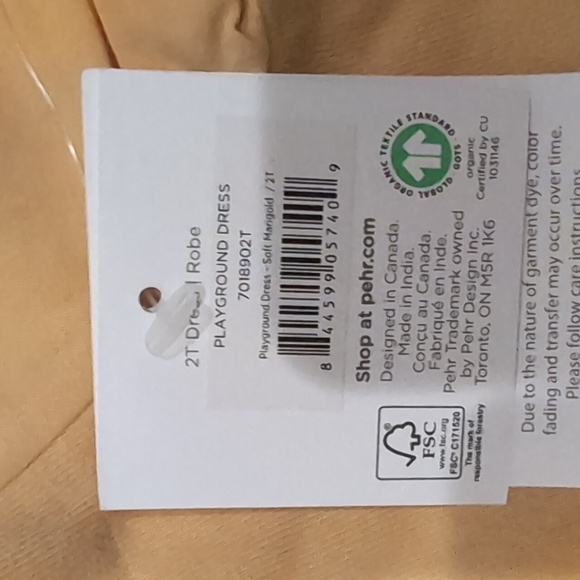 2T Dress | Robe
PLAYGROUND DRESS
7018902T
Playground Dress - Soft Marigold / 2T
8 44599 05740 9
Shop at pehr.com
Designed in Canada.
Made in India.
Conçu au Canada.
Fabriqué en Inde.
Pehr Trademark owned
by Pehr Design Inc.
Toronto, ON M5R 1K6
GLOBAL ORGANIC TEXTILE STANDARD · GOTS ·
organic
Certified by CU
1031146
FSC
www.fsc.org
FSC® C171520
The mark of
responsible forestry
Due to the nature of garment dye, color
fading and transfer may occur over time.
Please follow care instructions